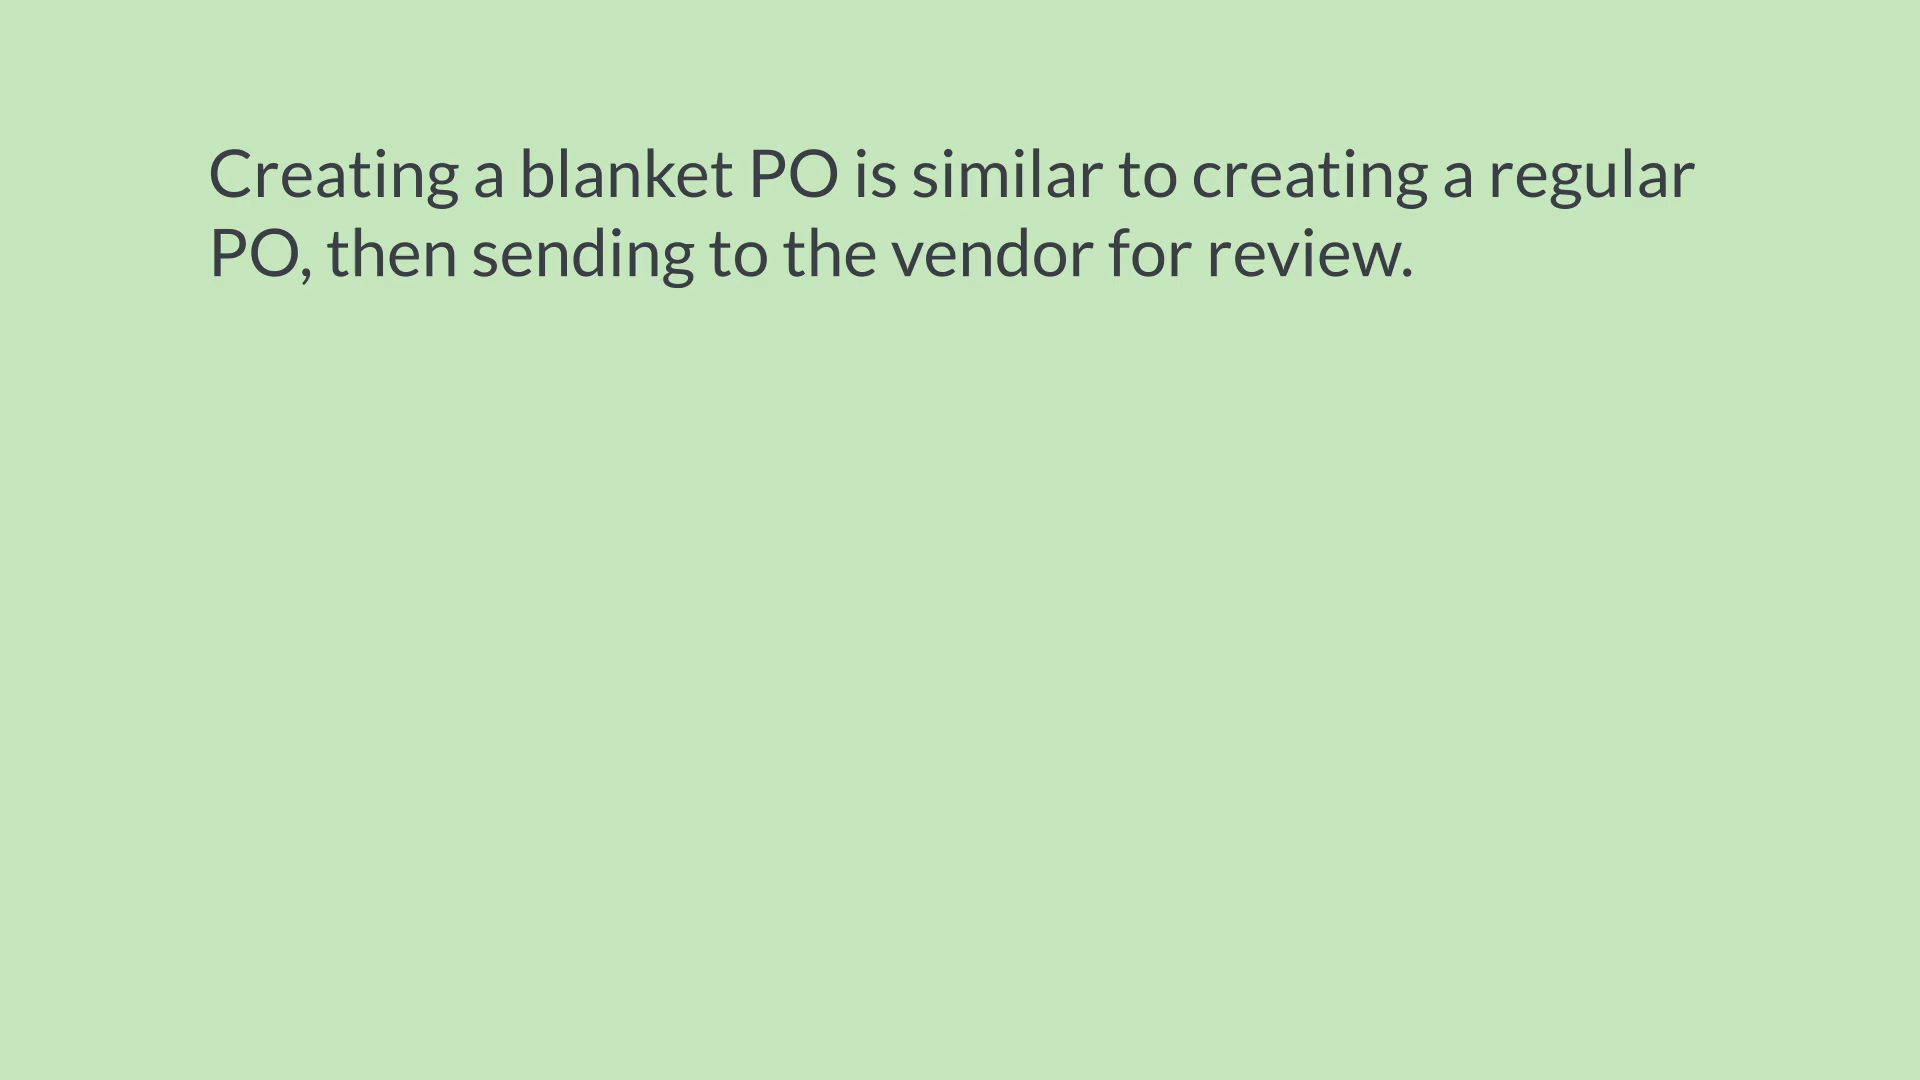 Creating a blanket PO is similar to creating a regular
PO, then sending to the vendor for review.